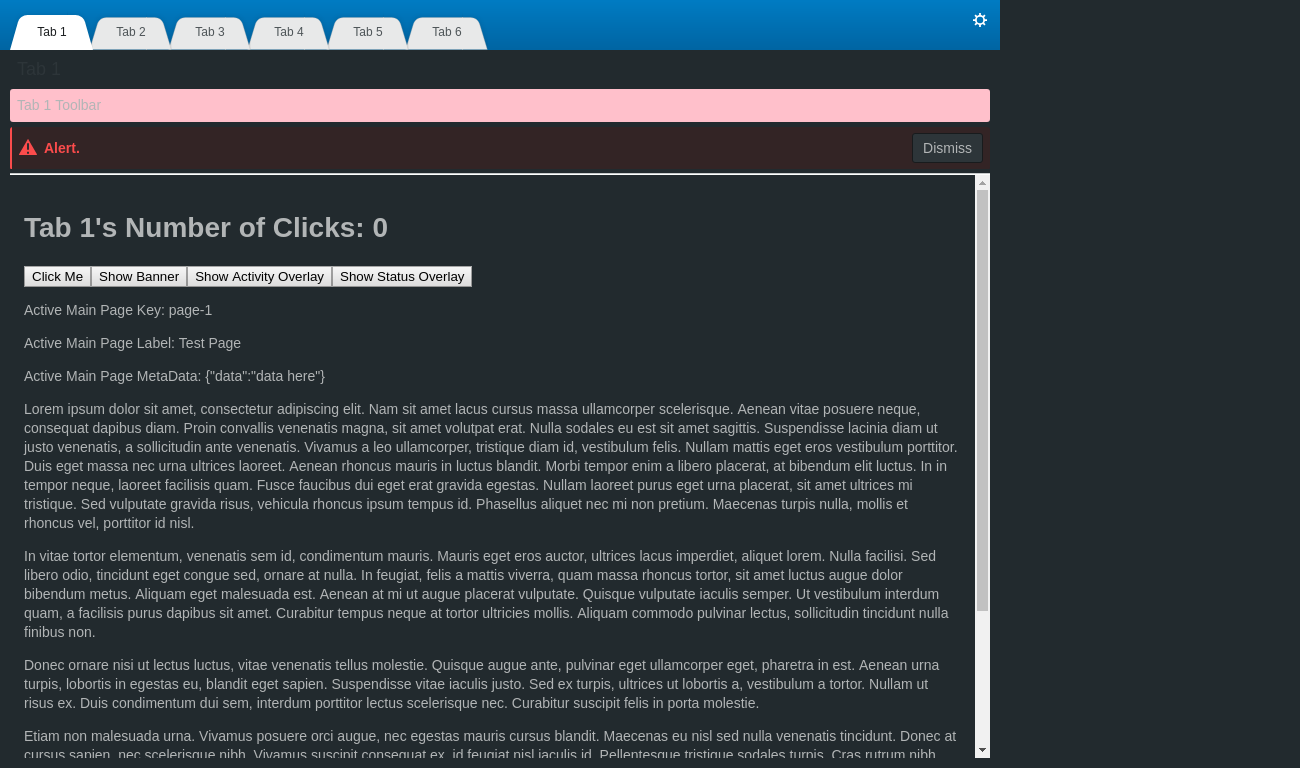 Tab 1 Tab 2 Tab 3 Tab 4 Tab 5 Tab 6
Tab 1
Tab 1 Toolbar
Alert. Dismiss
Tab 1's Number of Clicks: 0
Click Me Show Banner Show Activity Overlay Show Status Overlay
Active Main Page Key: page-1
Active Main Page Label: Test Page
Active Main Page MetaData: {"data":"data here"}
Lorem ipsum dolor sit amet, consectetur adipiscing elit. Nam sit amet lacus cursus massa ullamcorper scelerisque. Aenean vitae posuere neque,
consequat dapibus diam. Proin convallis venenatis magna, sit amet volutpat erat. Nulla sodales eu est sit amet sagittis. Suspendisse lacinia diam ut
justo venenatis, a sollicitudin ante venenatis. Vivamus a leo ullamcorper, tristique diam id, vestibulum felis. Nullam mattis eget eros vestibulum porttitor.
Duis eget massa nec urna ultrices laoreet. Aenean rhoncus mauris in luctus blandit. Morbi tempor enim a libero placerat, at bibendum elit luctus. In in
tempor neque, laoreet facilisis quam. Fusce faucibus dui eget erat gravida egestas. Nullam laoreet purus eget urna placerat, sit amet ultrices mi
tristique. Sed vulputate gravida risus, vehicula rhoncus ipsum tempus id. Phasellus aliquet nec mi non pretium. Maecenas turpis nulla, mollis et
rhoncus vel, porttitor id nisl.
In vitae tortor elementum, venenatis sem id, condimentum mauris. Mauris eget eros auctor, ultrices lacus imperdiet, aliquet lorem. Nulla facilisi. Sed
libero odio, tincidunt eget congue sed, ornare at nulla. In feugiat, felis a mattis viverra, quam massa rhoncus tortor, sit amet luctus augue dolor
bibendum metus. Aliquam eget malesuada est. Aenean at mi ut augue placerat vulputate. Quisque vulputate iaculis semper. Ut vestibulum interdum
quam, a facilisis purus dapibus sit amet. Curabitur tempus neque at tortor ultricies mollis. Aliquam commodo pulvinar lectus, sollicitudin tincidunt nulla
finibus non.
Donec ornare nisi ut lectus luctus, vitae venenatis tellus molestie. Quisque augue ante, pulvinar eget ullamcorper eget, pharetra in est. Aenean urna
turpis, lobortis in egestas eu, blandit eget sapien. Suspendisse vitae iaculis justo. Sed ex turpis, ultrices ut lobortis a, vestibulum a tortor. Nullam ut
risus ex. Duis condimentum dui sem, interdum porttitor lectus scelerisque nec. Curabitur suscipit felis in porta molestie.
Etiam non malesuada urna. Vivamus posuere orci augue, nec egestas mauris cursus blandit. Maecenas eu nisl sed nulla venenatis tincidunt. Donec at
cursus sapien, nec scelerisque nibh. Vivamus suscipit consequat ex, id feugiat nisl iaculis id. Pellentesque tristique sodales turpis. Cras rutrum nibh